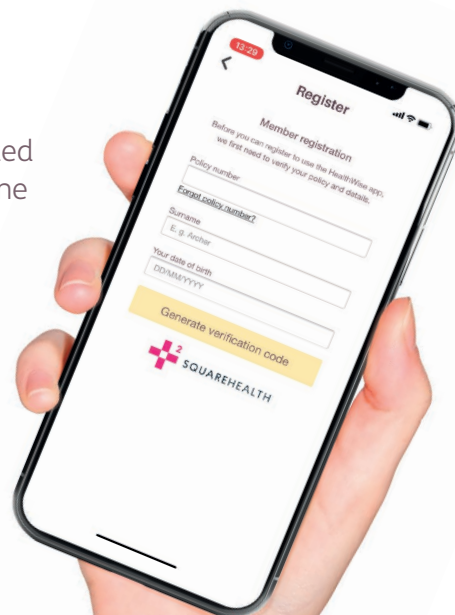 ed
ne
13:29
Register
Member registration
Before you can register to use the HealthWise app,
we first need to verify your policy and details.
Policy number
Forgot policy number?
Surname
E. g. Archer
Your date of birth
DD/MM/YYYY
Generate verification code
2
SQUAREHEALTH